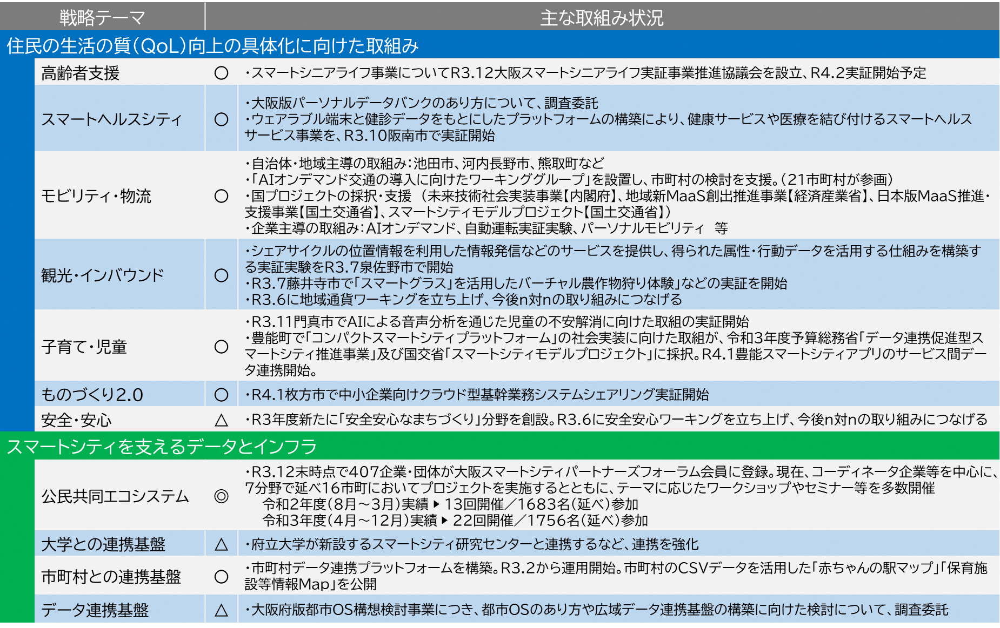 戦略テーマ
主な取組み状況
住民の生活の質（QoL）向上の具体化に向けた取組み
高齢者支援
○
・スマートシニアライフ事業についてR3.12大阪スマートシニアライフ実証事業推進協議会を設立、R4.2実証開始予定
スマートヘルスシティ
○
・大阪版パーソナルデータバンクのあり方について、調査委託
・ウェアラブル端末と健診データをもとにしたプラットフォームの構築により、健康サービスや医療を結び付けるスマートヘルス
サービス事業を、R3.10阪南市で実証開始
モビリティ・物流
○
・自治体・地域主導の取組み：池田市、河内長野市、熊取町など
・「AIオンデマンド交通の導入に向けたワーキンググループ」を設置し、市町村の検討を支援。（21市町村が参画）
・国プロジェクトの採択・支援　（未来技術社会実装事業【内閣府】、地域新MaaS創出推進事業【経済産業省】、日本版MaaS推進・
支援事業【国土交通省】、スマートシティモデルプロジェクト【国土交通省】）
・企業主導の取組み：AIオンデマンド、自動運転実証実験、パーソナルモビリティ　等
観光・インバウンド
○
・シェアサイクルの位置情報を利用した情報発信などのサービスを提供し、得られた属性・行動データを活用する仕組みを構築す
る実証実験をR3.7泉佐野市で開始
・R3.7藤井寺市で「スマートグラス」を活用したバーチャル農作物狩り体験」などの実証を開始
・R3.6に地域通貨ワーキングを立ち上げ、今後n対nの取り組みにつなげる
子育て・児童
○
・R3.11門真市でAIによる音声分析を通じた児童の不安解消に向けた取組の実証開始
・豊能町で「コンパクトスマートシティプラットフォーム」の社会実装に向けた取組が、令和3年度予算総務省「データ連携促進型ス
マートシティ推進事業」及び国交省「スマートシティモデルプロジェクト」に採択。R4.1豊能スマートシティアプリのサービス間デー
タ連携開始。
ものづくり2.0
○
・R4.1枚方市で中小企業向けクラウド型基幹業務システムシェアリング実証開始
安全・安心
△
・R3年度新たに「安全安心なまちづくり」分野を創設。R3.6に安全安心ワーキングを立ち上げ、今後n対nの取り組みにつなげる
スマートシティを支えるデータとインフラ
公民共同エコシステム
◎
・R3.12末時点で407企業・団体が大阪スマートシティパートナーズフォーラム会員に登録。現在、コーディネータ企業等を中心に、
7分野で延べ16市町においてプロジェクトを実施するとともに、テーマに応じたワークショップやセミナー等を多数開催
令和2年度（8月～3月）実績▶13回開催／1683名（延べ）参加
令和3年度（4月～12月）実績▶22回開催／1756名（延べ）参加
大学との連携基盤
△
・府立大学が新設するスマートシティ研究センターと連携するなど、連携を強化
市町村との連携基盤
○
・市町村データ連携プラットフォームを構築。R3.2から運用開始。市町村のCSVデータを活用した「赤ちゃんの駅マップ」「保育施
設等情報Map」を公開
データ連携基盤
△
・大阪府版都市OS構想検討事業につき、都市OSのあり方や広域データ連携基盤の構築に向けた検討について、調査委託